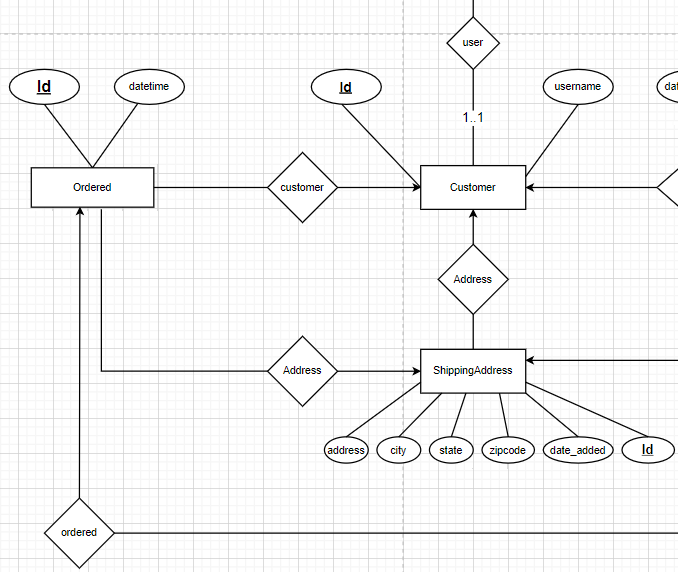 user
Id
datetime
Id
username
1..1
Ordered
customer
Customer
Address
Address
ShippingAddress
address
city
state
zipcode
date_added
Id
ordered